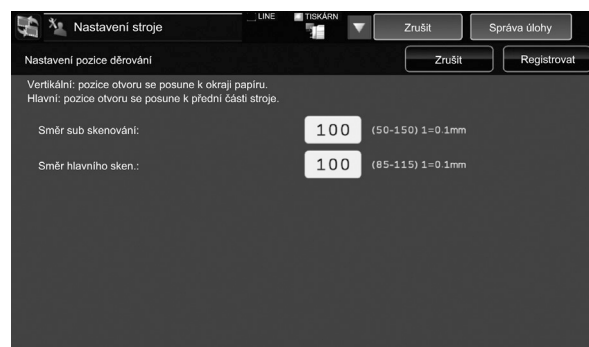 Nastavení stroje
LINE
TISKÁRN
Zrušit
Správa úlohy
Nastavení pozice děrování
Zrušit
Registrovat
Vertikální: pozice otvoru se posune k okraji papíru.
Hlavní: pozice otvoru se posune k přední části stroje.
Směr sub skenování: 100 (50-150) 1=0.1mm
Směr hlavního sken.: 100 (85-115) 1=0.1mm